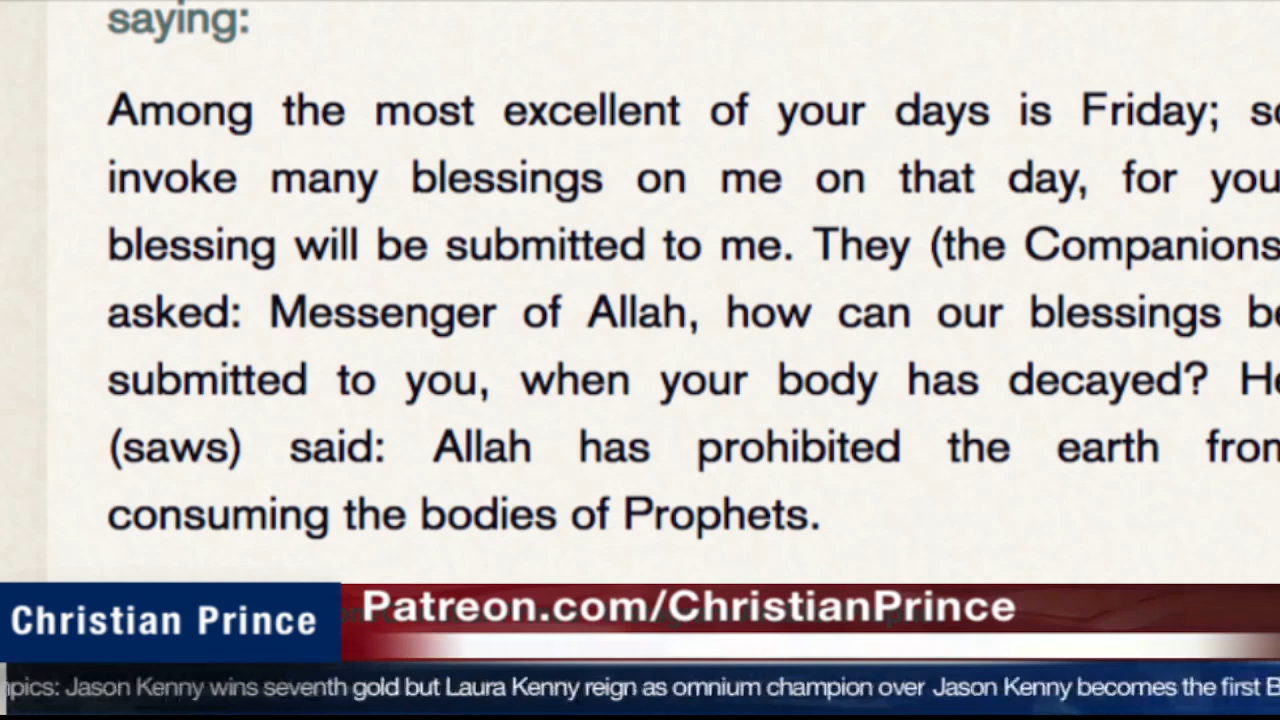 saying:
Among the most excellent of your days is Friday; so
invoke many blessings on me on that day, for you
blessing will be submitted to me. They (the Companions
asked: Messenger of Allah, how can our blessings be
submitted to you, when your body has decayed? He
(saws) said: Allah has prohibited the earth from
consuming the bodies of Prophets.
Christian Prince
Patreon.com/ChristianPrince
pics: Jason Kenny wins seventh gold but Laura Kenny reign as omnium champion over Jason Kenny becomes the first B